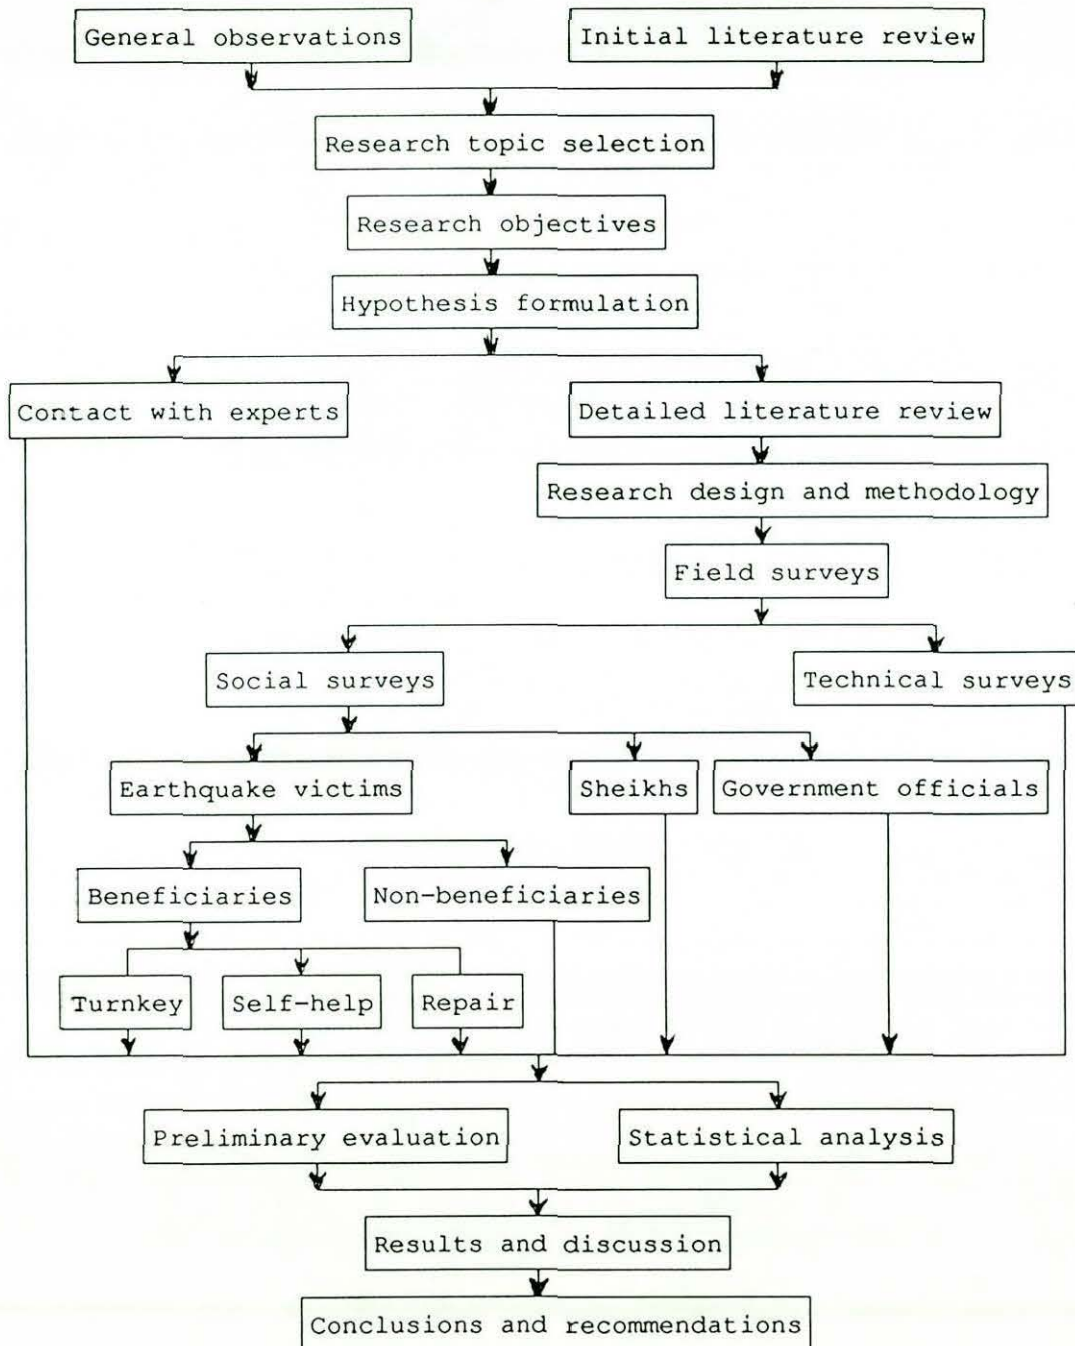 General observations
Initial literature review
Research topic selection
Research objectives
Hypothesis formulation
Contact with experts
Detailed literature review
Research design and methodology
Field surveys
Social surveys
Technical surveys
Earthquake victims
Sheikhs
Government officials
Beneficiaries
Non-beneficiaries
Turnkey
Self-help
Repair
Preliminary evaluation
Statistical analysis
Results and discussion
Conclusions and recommendations